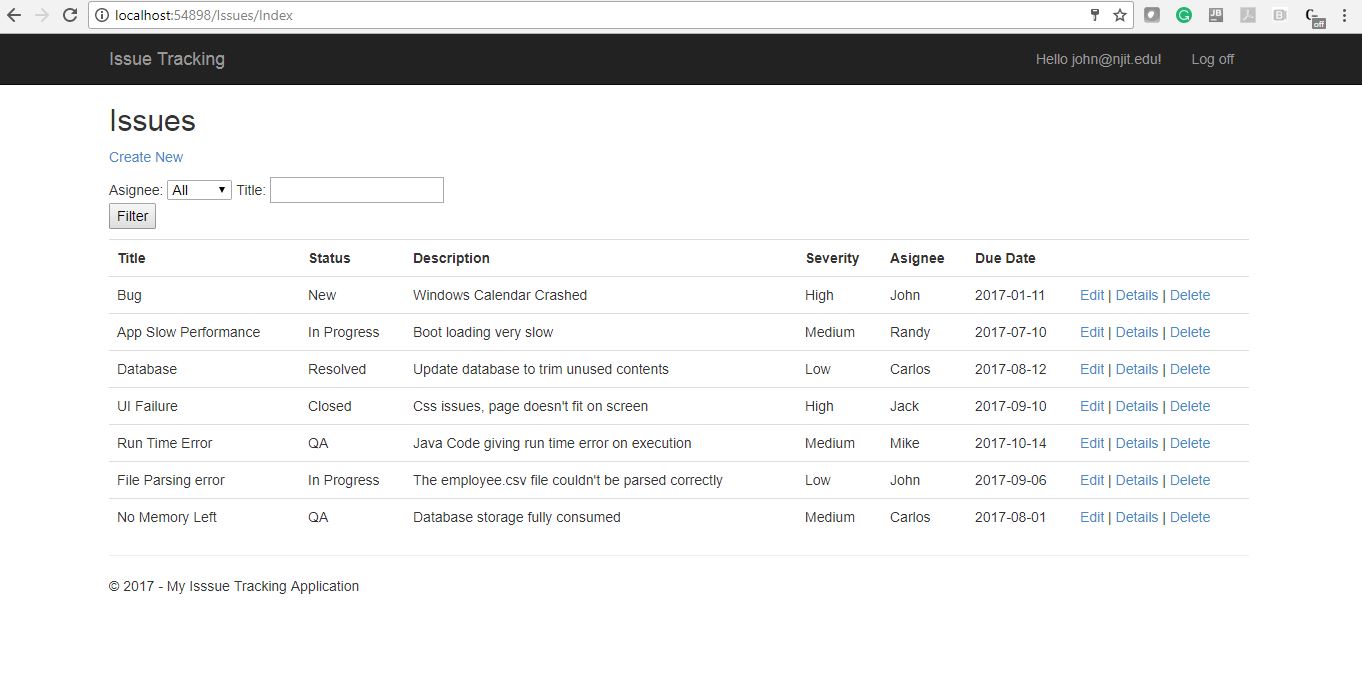 localhost:54898/Issues/Index
JB
off
Issue Tracking Hello john@njit.edu! Log off
Issues
Create New
Asignee: All Title:
Filter
Title Status Description Severity Asignee Due Date
Bug New Windows Calendar Crashed High John 2017-01-11 Edit | Details | Delete
App Slow Performance In Progress Boot loading very slow Medium Randy 2017-07-10 Edit | Details | Delete
Database Resolved Update database to trim unused contents Low Carlos 2017-08-12 Edit | Details | Delete
UI Failure Closed Css issues, page doesn't fit on screen High Jack 2017-09-10 Edit | Details | Delete
Run Time Error QA Java Code giving run time error on execution Medium Mike 2017-10-14 Edit | Details | Delete
File Parsing error In Progress The employee.csv file couldn't be parsed correctly Low John 2017-09-06 Edit | Details | Delete
No Memory Left QA Database storage fully consumed Medium Carlos 2017-08-01 Edit | Details | Delete
© 2017 - My Isssue Tracking Application